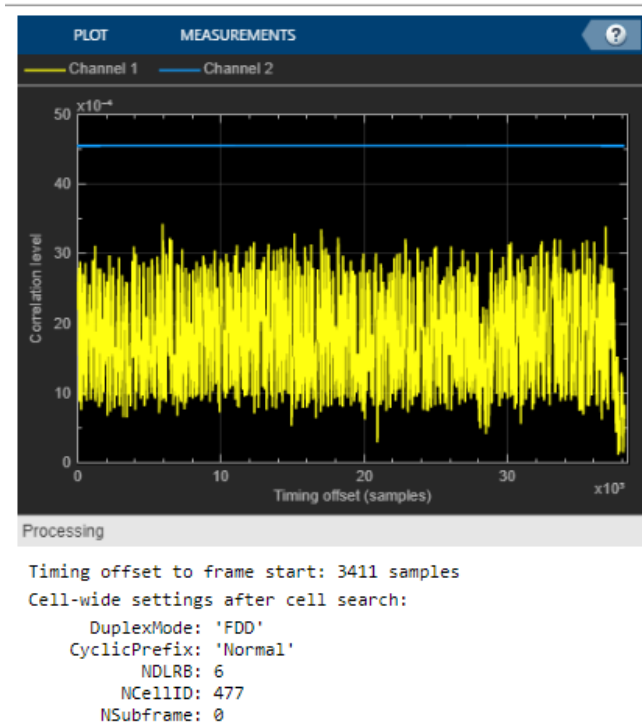 PLOT MEASUREMENTS ?
Channel 1 Channel 2
x10⁻⁴
50
40
30
20
10
0
Correlation level
0 10 20 30
x10⁵
Timing offset (samples)
Processing
Timing offset to frame start: 3411 samples
Cell-wide settings after cell search:
DuplexMode: 'FDD'
CyclicPrefix: 'Normal'
NDLRB: 6
NCellID: 477
NSubframe: 0